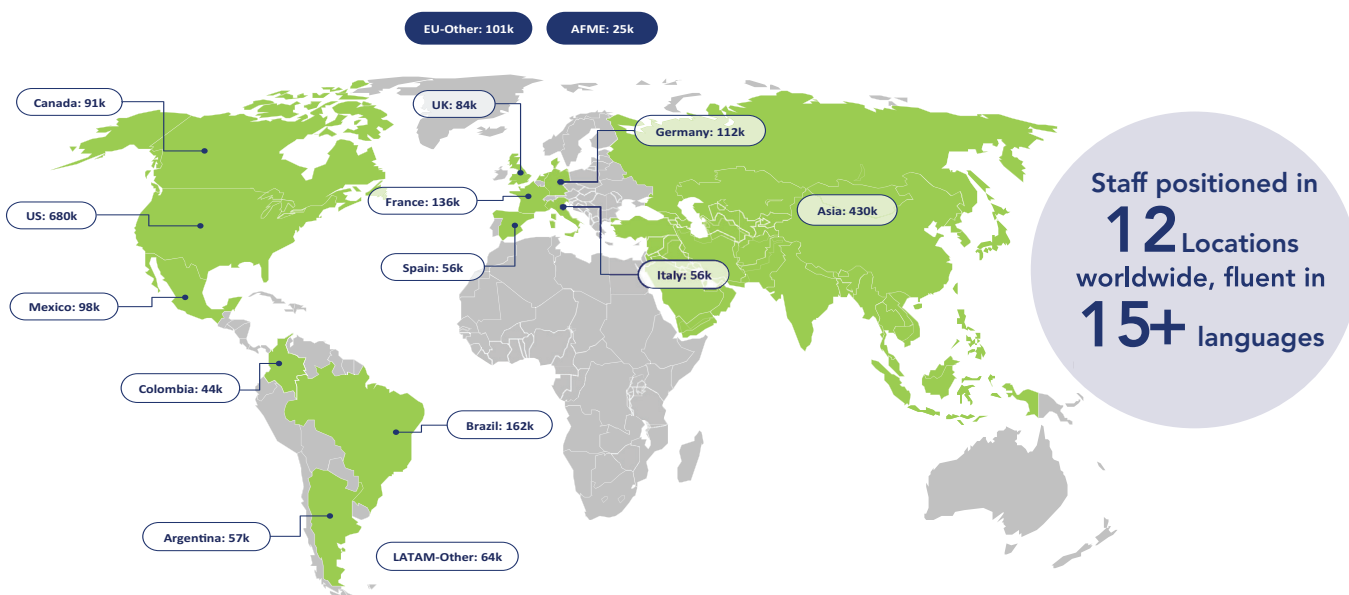 EU-Other: 101k
AFME: 25k
Canada: 91k
UK: 84k
Germany: 112k
US: 680k
France: 136k
Asia: 430k
Spain: 56k
Italy: 56k
Mexico: 98k
Colombia: 44k
Brazil: 162k
Argentina: 57k
LATAM-Other: 64k
Staff positioned in
12 Locations
worldwide, fluent in
15+ languages